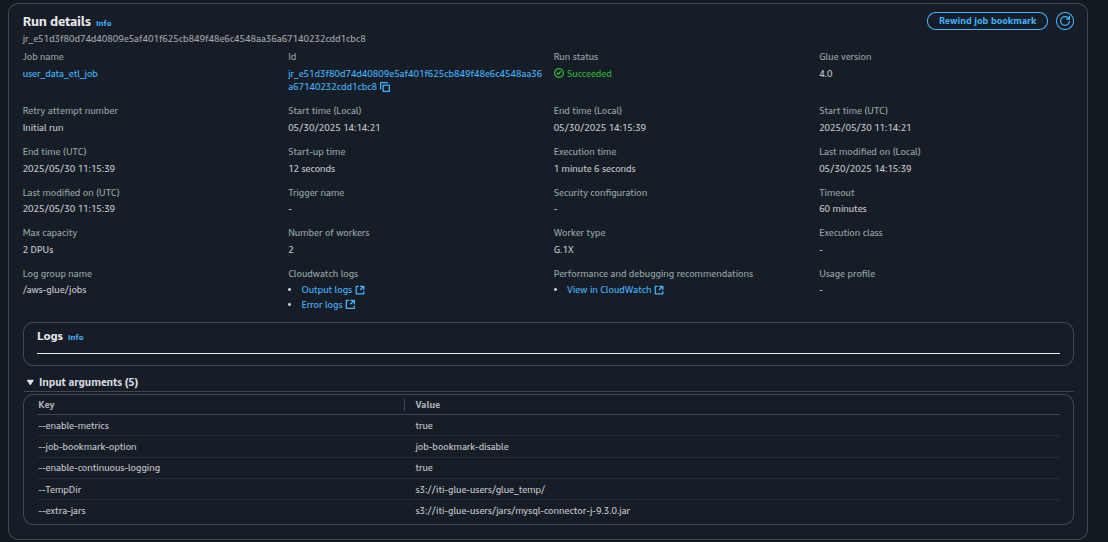 Run details Info
Rewind job bookmark
jr_e51d3f80d74d40809e5af401f625cb849f48e6c4548aa36a67140232cdd1cbc8
Job name Id Run status Glue version
user_data_etl_job jr_e51d3f80d74d40809e5af401f625cb849f48e6c4548aa36 Succeeded 4.0
a67140232cdd1cbc8
Retry attempt number Start time (Local) End time (Local) Start time (UTC)
Initial run 05/30/2025 14:14:21 05/30/2025 14:15:39 2025/05/30 11:14:21
End time (UTC) Start-up time Execution time Last modified on (Local)
2025/05/30 11:15:39 12 seconds 1 minute 6 seconds 05/30/2025 14:15:39
Last modified on (UTC) Trigger name Security configuration Timeout
2025/05/30 11:15:39 - - 60 minutes
Max capacity Number of workers Worker type Execution class
2 DPUs 2 G.1X -
Log group name Cloudwatch logs Performance and debugging recommendations Usage profile
/aws-glue/jobs • Output logs • View in CloudWatch -
• Error logs
Logs Info
Input arguments (5)
Key Value
--enable-metrics true
--job-bookmark-option job-bookmark-disable
--enable-continuous-logging true
--TempDir s3://iti-glue-users/glue_temp/
--extra-jars s3://iti-glue-users/jars/mysql-connector-j-9.3.0.jar